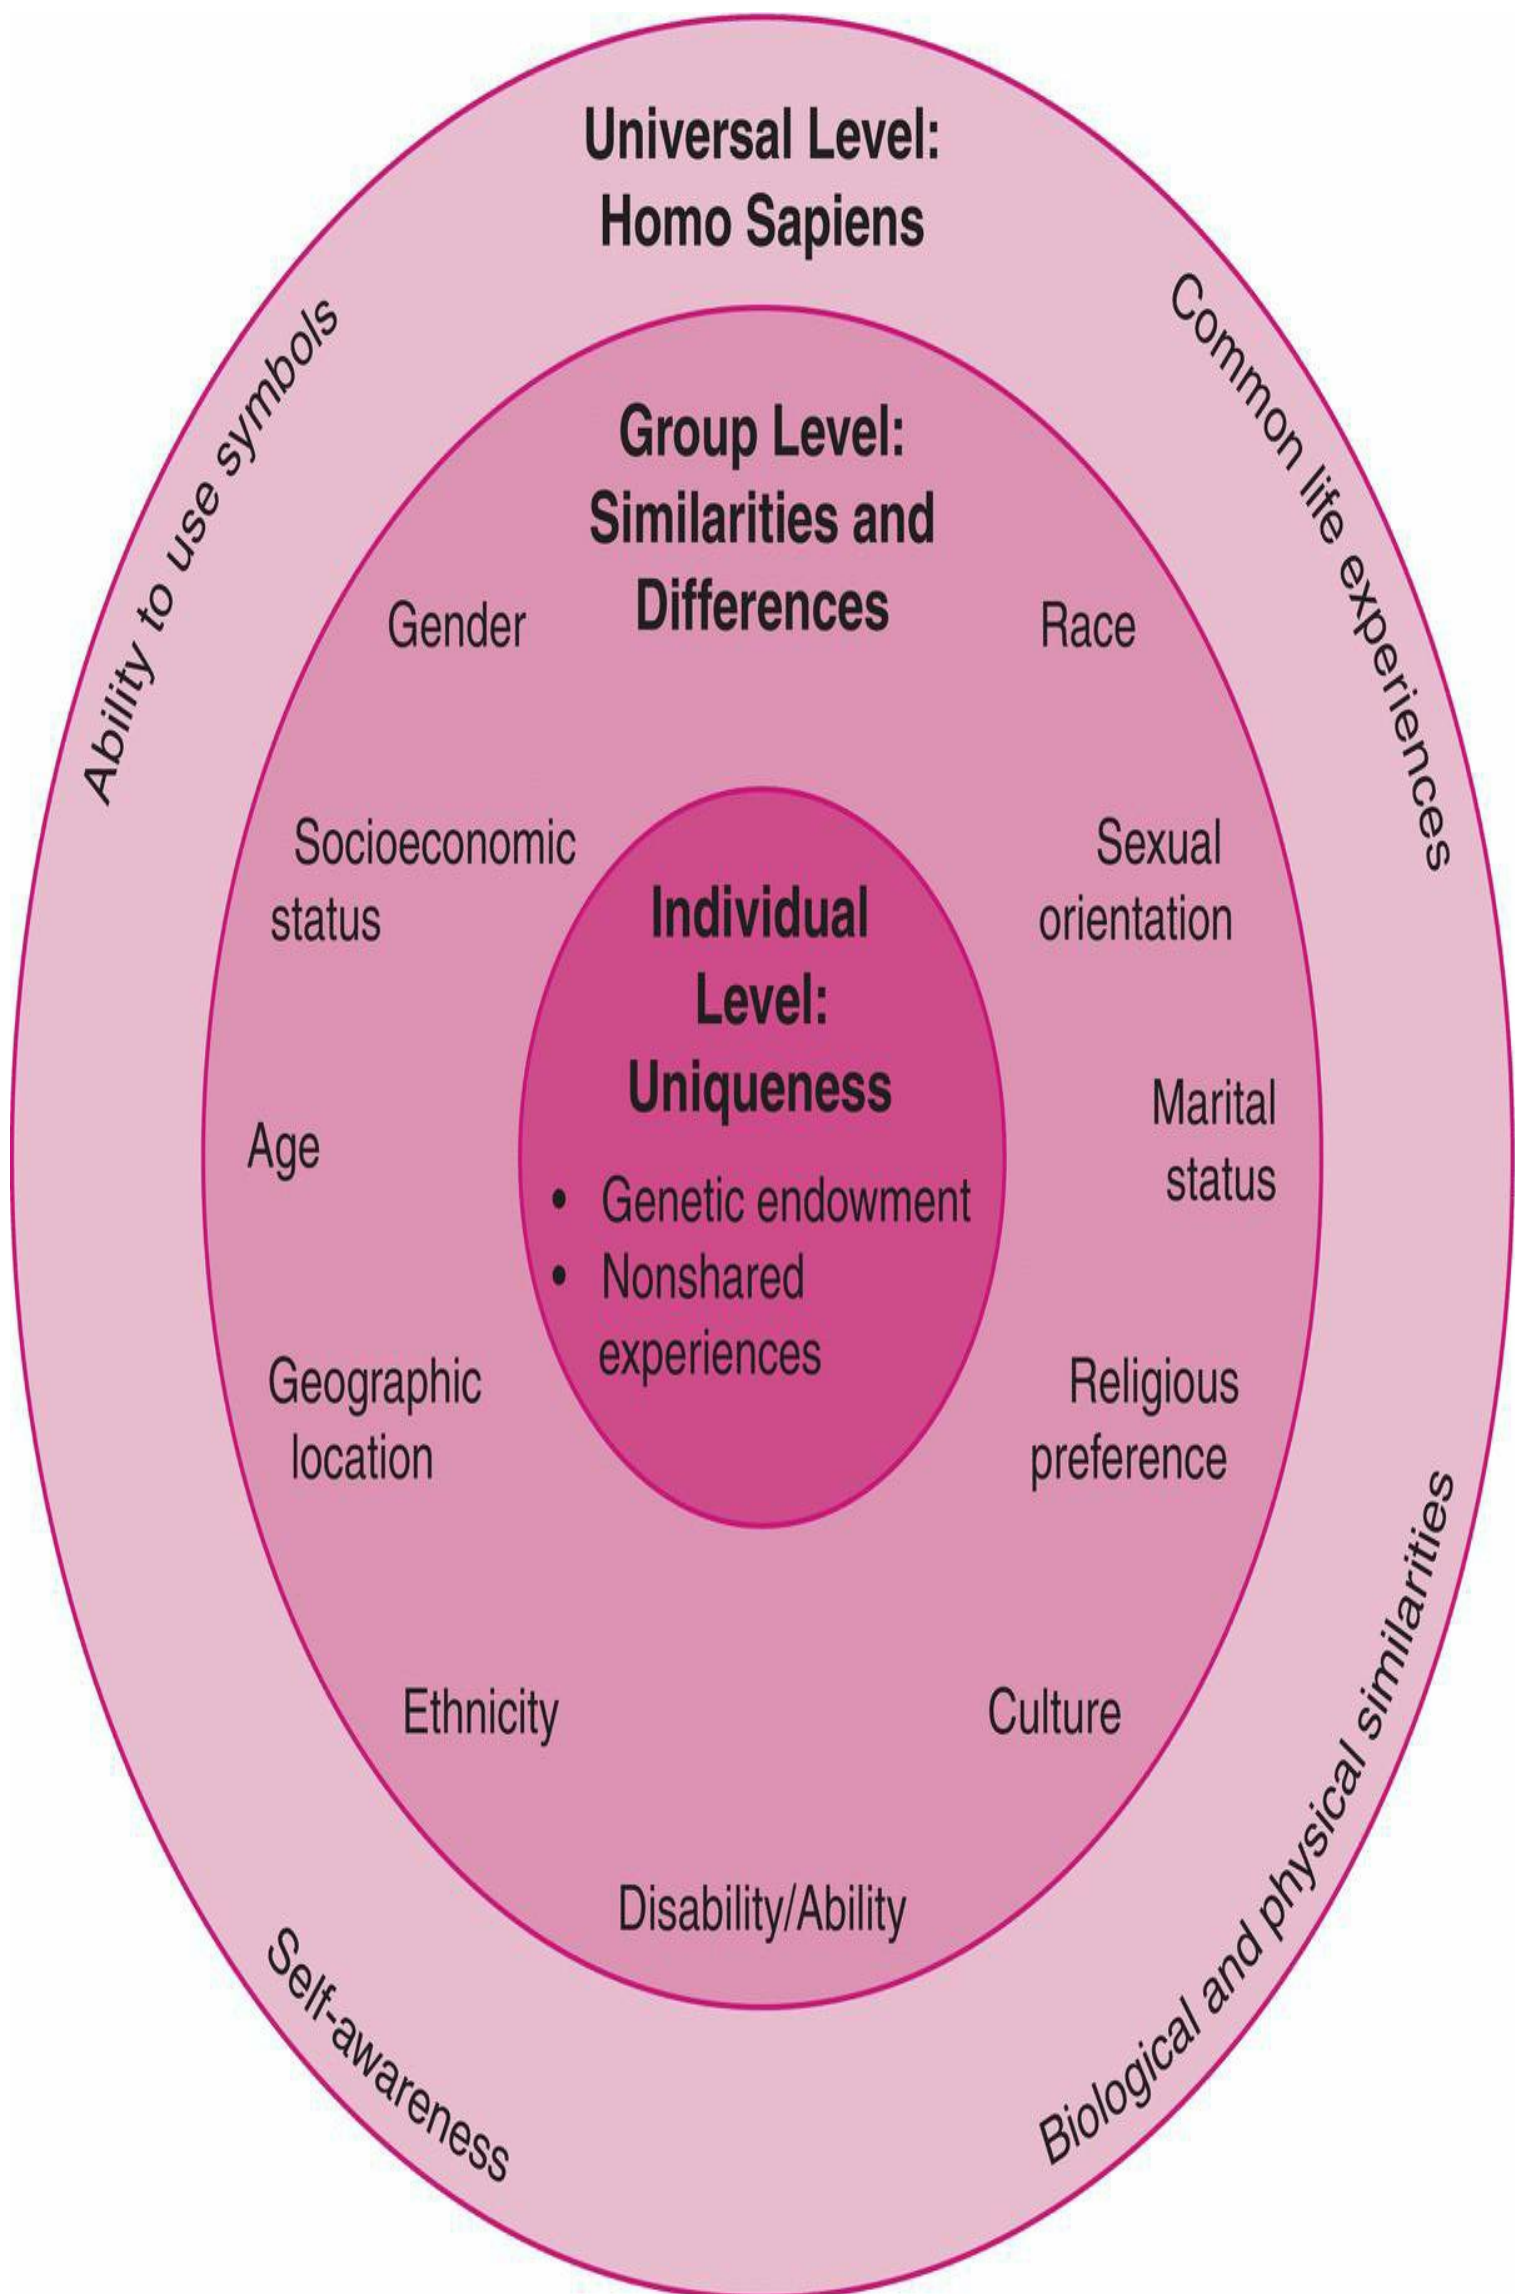 Universal Level:
Homo Sapiens
Ability to use symbols
Common life experiences
Group Level:
Similarities and
Differences
Gender
Race
Socioeconomic
status
Sexual
orientation
Individual
Level:
Uniqueness
• Genetic endowment
• Nonshared
experiences
Age
Marital
status
Geographic
location
Religious
preference
Ethnicity
Culture
Disability/Ability
Self-awareness
Biological and physical similarities